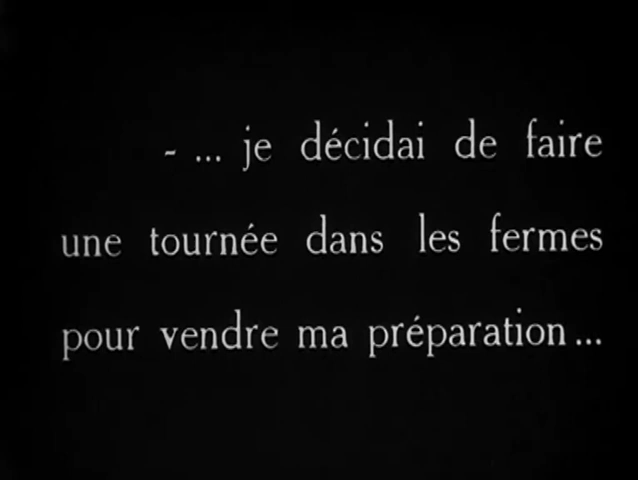 - ... je décidai de faire
une tournée dans les fermes
pour vendre ma préparation...